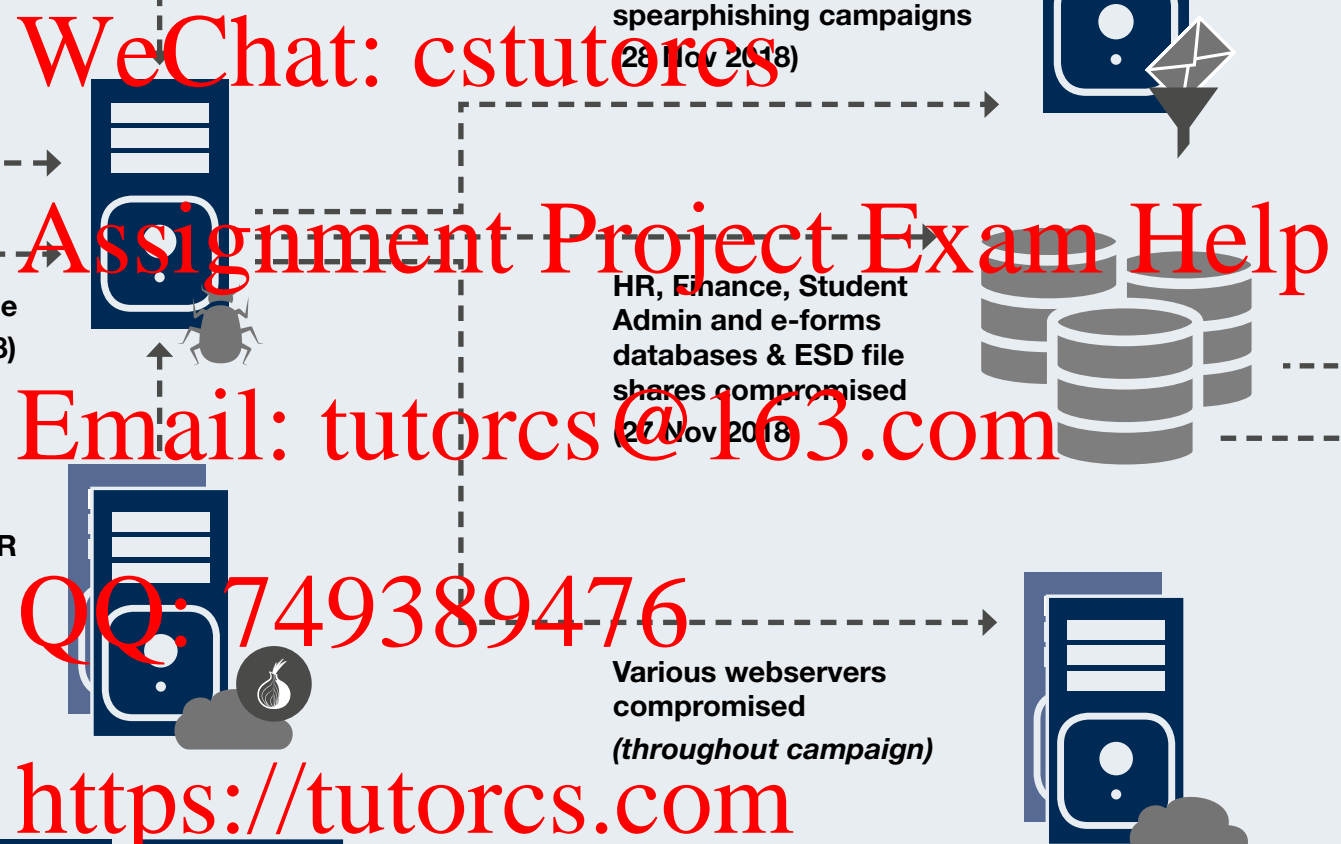 spearphishing campaigns
(28 Nov 2018)
WeChat: cstutorcs
Assignment Project Exam Help
HR, Finance, Student
Admin and e-forms
databases & ESD file
shares compromised
(27 Nov 2018)
e
3)
Email: tutorcs@163.com
R
QQ: 749389476
Various webservers
compromised
(throughout campaign)
https://tutorcs.com